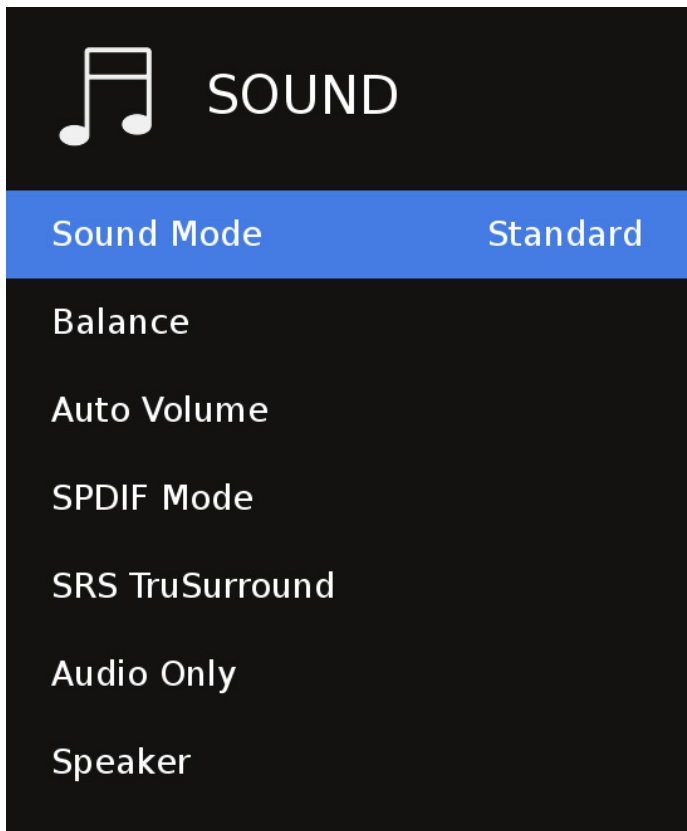 SOUND
Sound Mode Standard
Balance
Auto Volume
SPDIF Mode
SRS TruSurround
Audio Only
Speaker